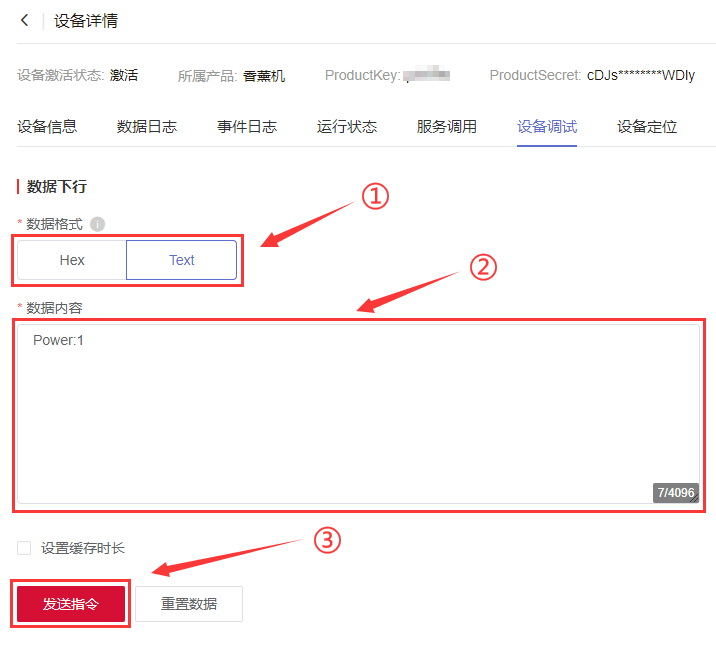 设备详情
设备激活状态: 激活 所属产品: 香薰机 ProductKey: ProductSecret: cDJs********WDly
设备信息 数据日志 事件日志 运行状态 服务调用 设备调试 设备定位
数据下行
①
* 数据格式
Hex Text
②
* 数据内容
Power:1
7/4096
设置缓存时长
③
发送指令 重置数据